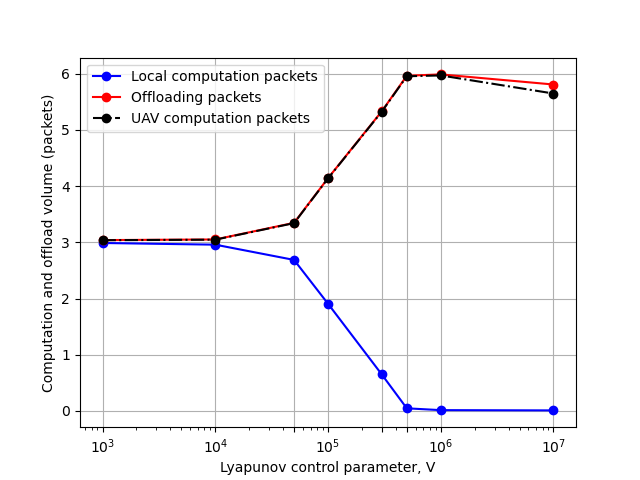 Local computation packets
Offloading packets
UAV computation packets
Computation and offload volume (packets)
6
5
4
3
2
1
0
10³ 10⁴ 10⁵ 10⁶ 10⁷
Lyapunov control parameter, V